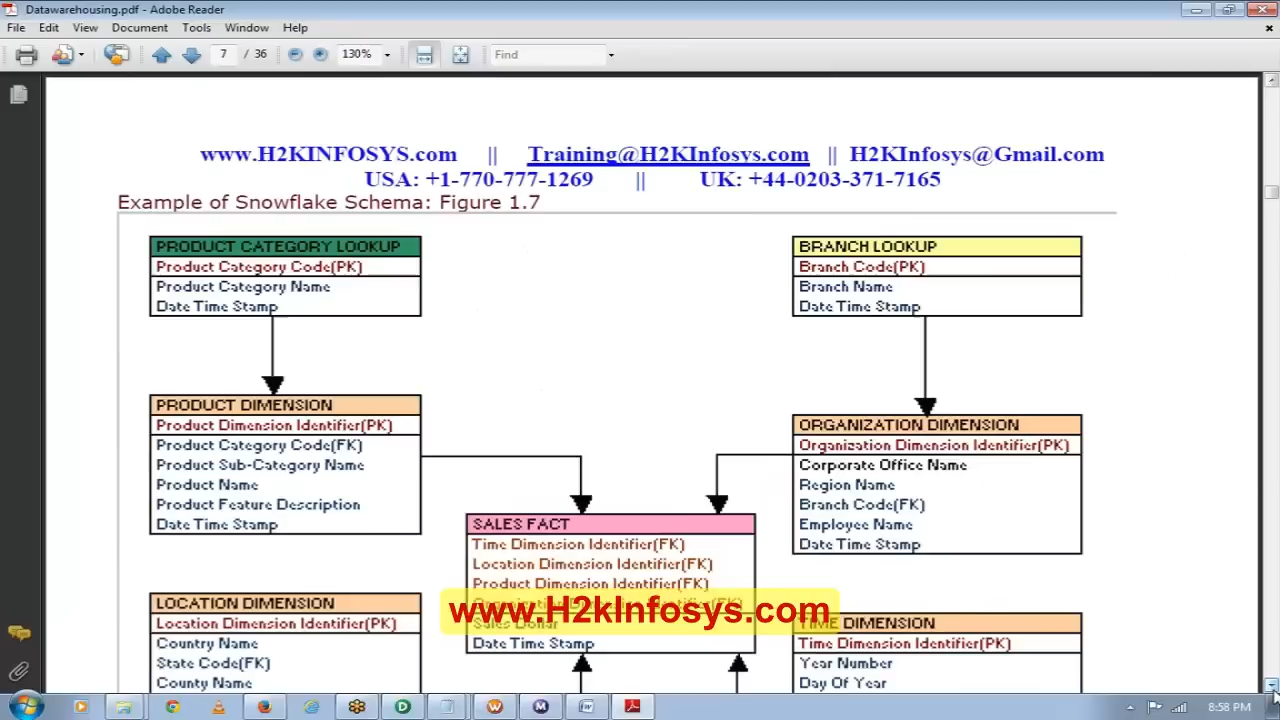 Datawarehousing.pdf - Adobe Reader
File Edit View Document Tools Window Help
7 / 36 130% Find
www.H2KINFOSYS.com || Training@H2KInfosys.com || H2KInfosys@Gmail.com
USA: +1-770-777-1269 || UK: +44-0203-371-7165
Example of Snowflake Schema: Figure 1.7
PRODUCT CATEGORY LOOKUP
Product Category Code(PK)
Product Category Name
Date Time Stamp
BRANCH LOOKUP
Branch Code(PK)
Branch Name
Date Time Stamp
PRODUCT DIMENSION
Product Dimension Identifier(PK)
Product Category Code(FK)
Product Sub-Category Name
Product Name
Product Feature Description
Date Time Stamp
ORGANIZATION DIMENSION
Organization Dimension Identifier(PK)
Corporate Office Name
Region Name
Branch Code(FK)
Employee Name
Date Time Stamp
SALES FACT
Time Dimension Identifier(FK)
Location Dimension Identifier(FK)
Product Dimension Identifier(FK)
Sales Dollar
Date Time Stamp
www.H2kInfosys.com
LOCATION DIMENSION
Location Dimension Identifier(PK)
Country Name
State Code(FK)
County Name
TIME DIMENSION
Time Dimension Identifier(PK)
Year Number
Day Of Year
8:58 PM